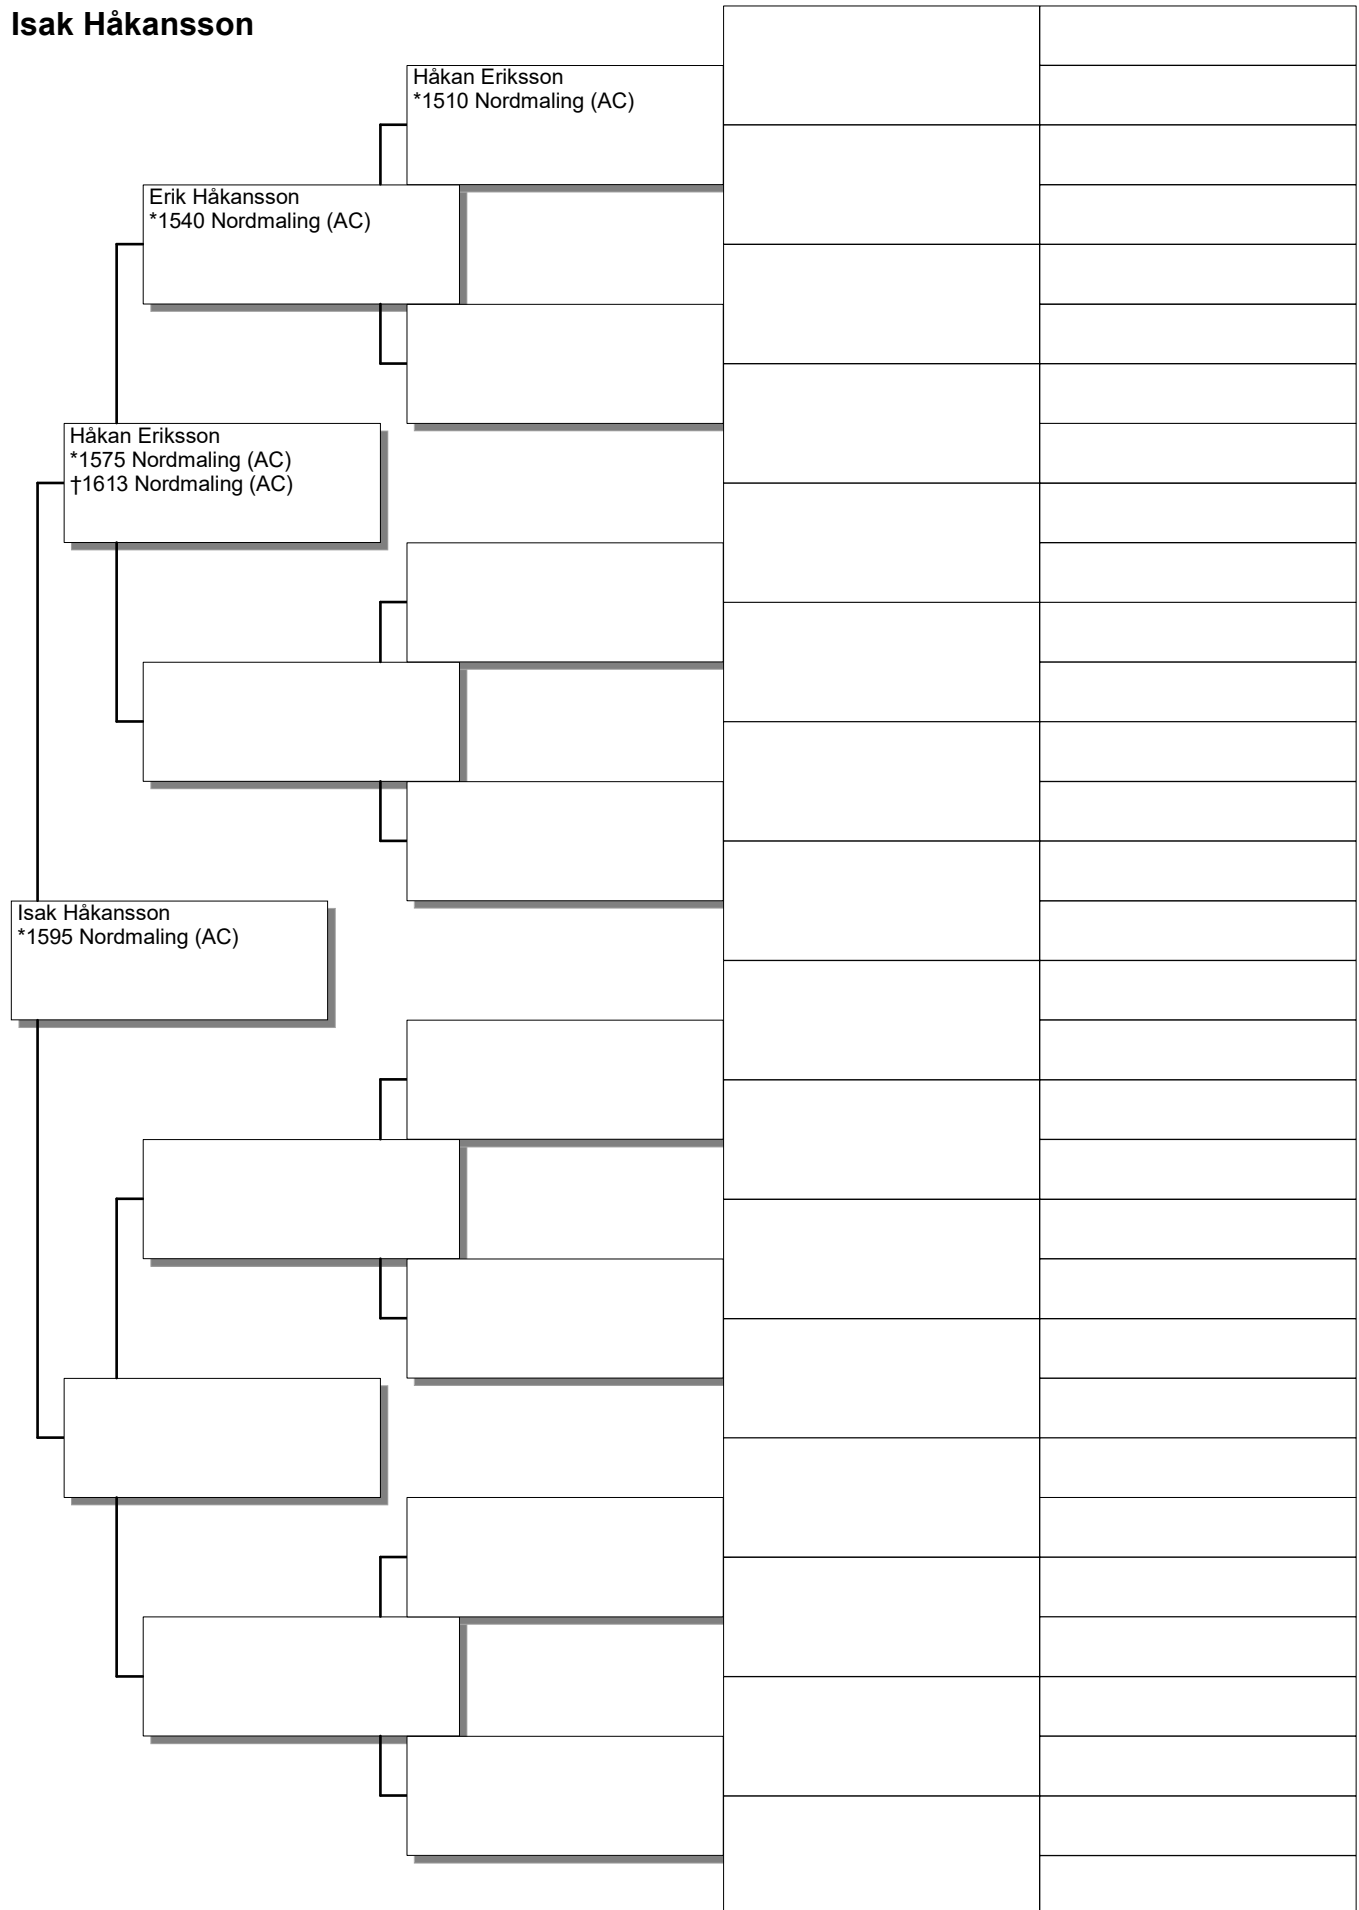 Isak Håkansson
Håkan Eriksson
*1510 Nordmaling (AC)
Erik Håkansson
*1540 Nordmaling (AC)
Håkan Eriksson
*1575 Nordmaling (AC)
†1613 Nordmaling (AC)
Isak Håkansson
*1595 Nordmaling (AC)